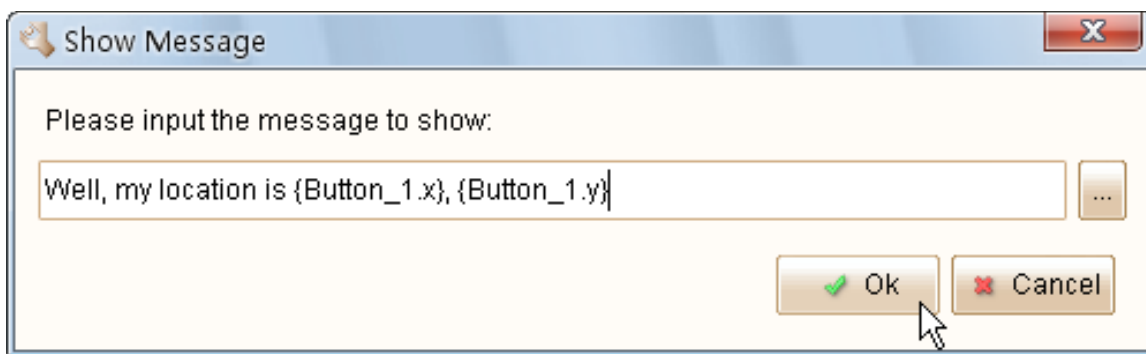 Show Message
Please input the message to show:
Well, my location is {Button_1.x}, {Button_1.y}
...
Ok
Cancel